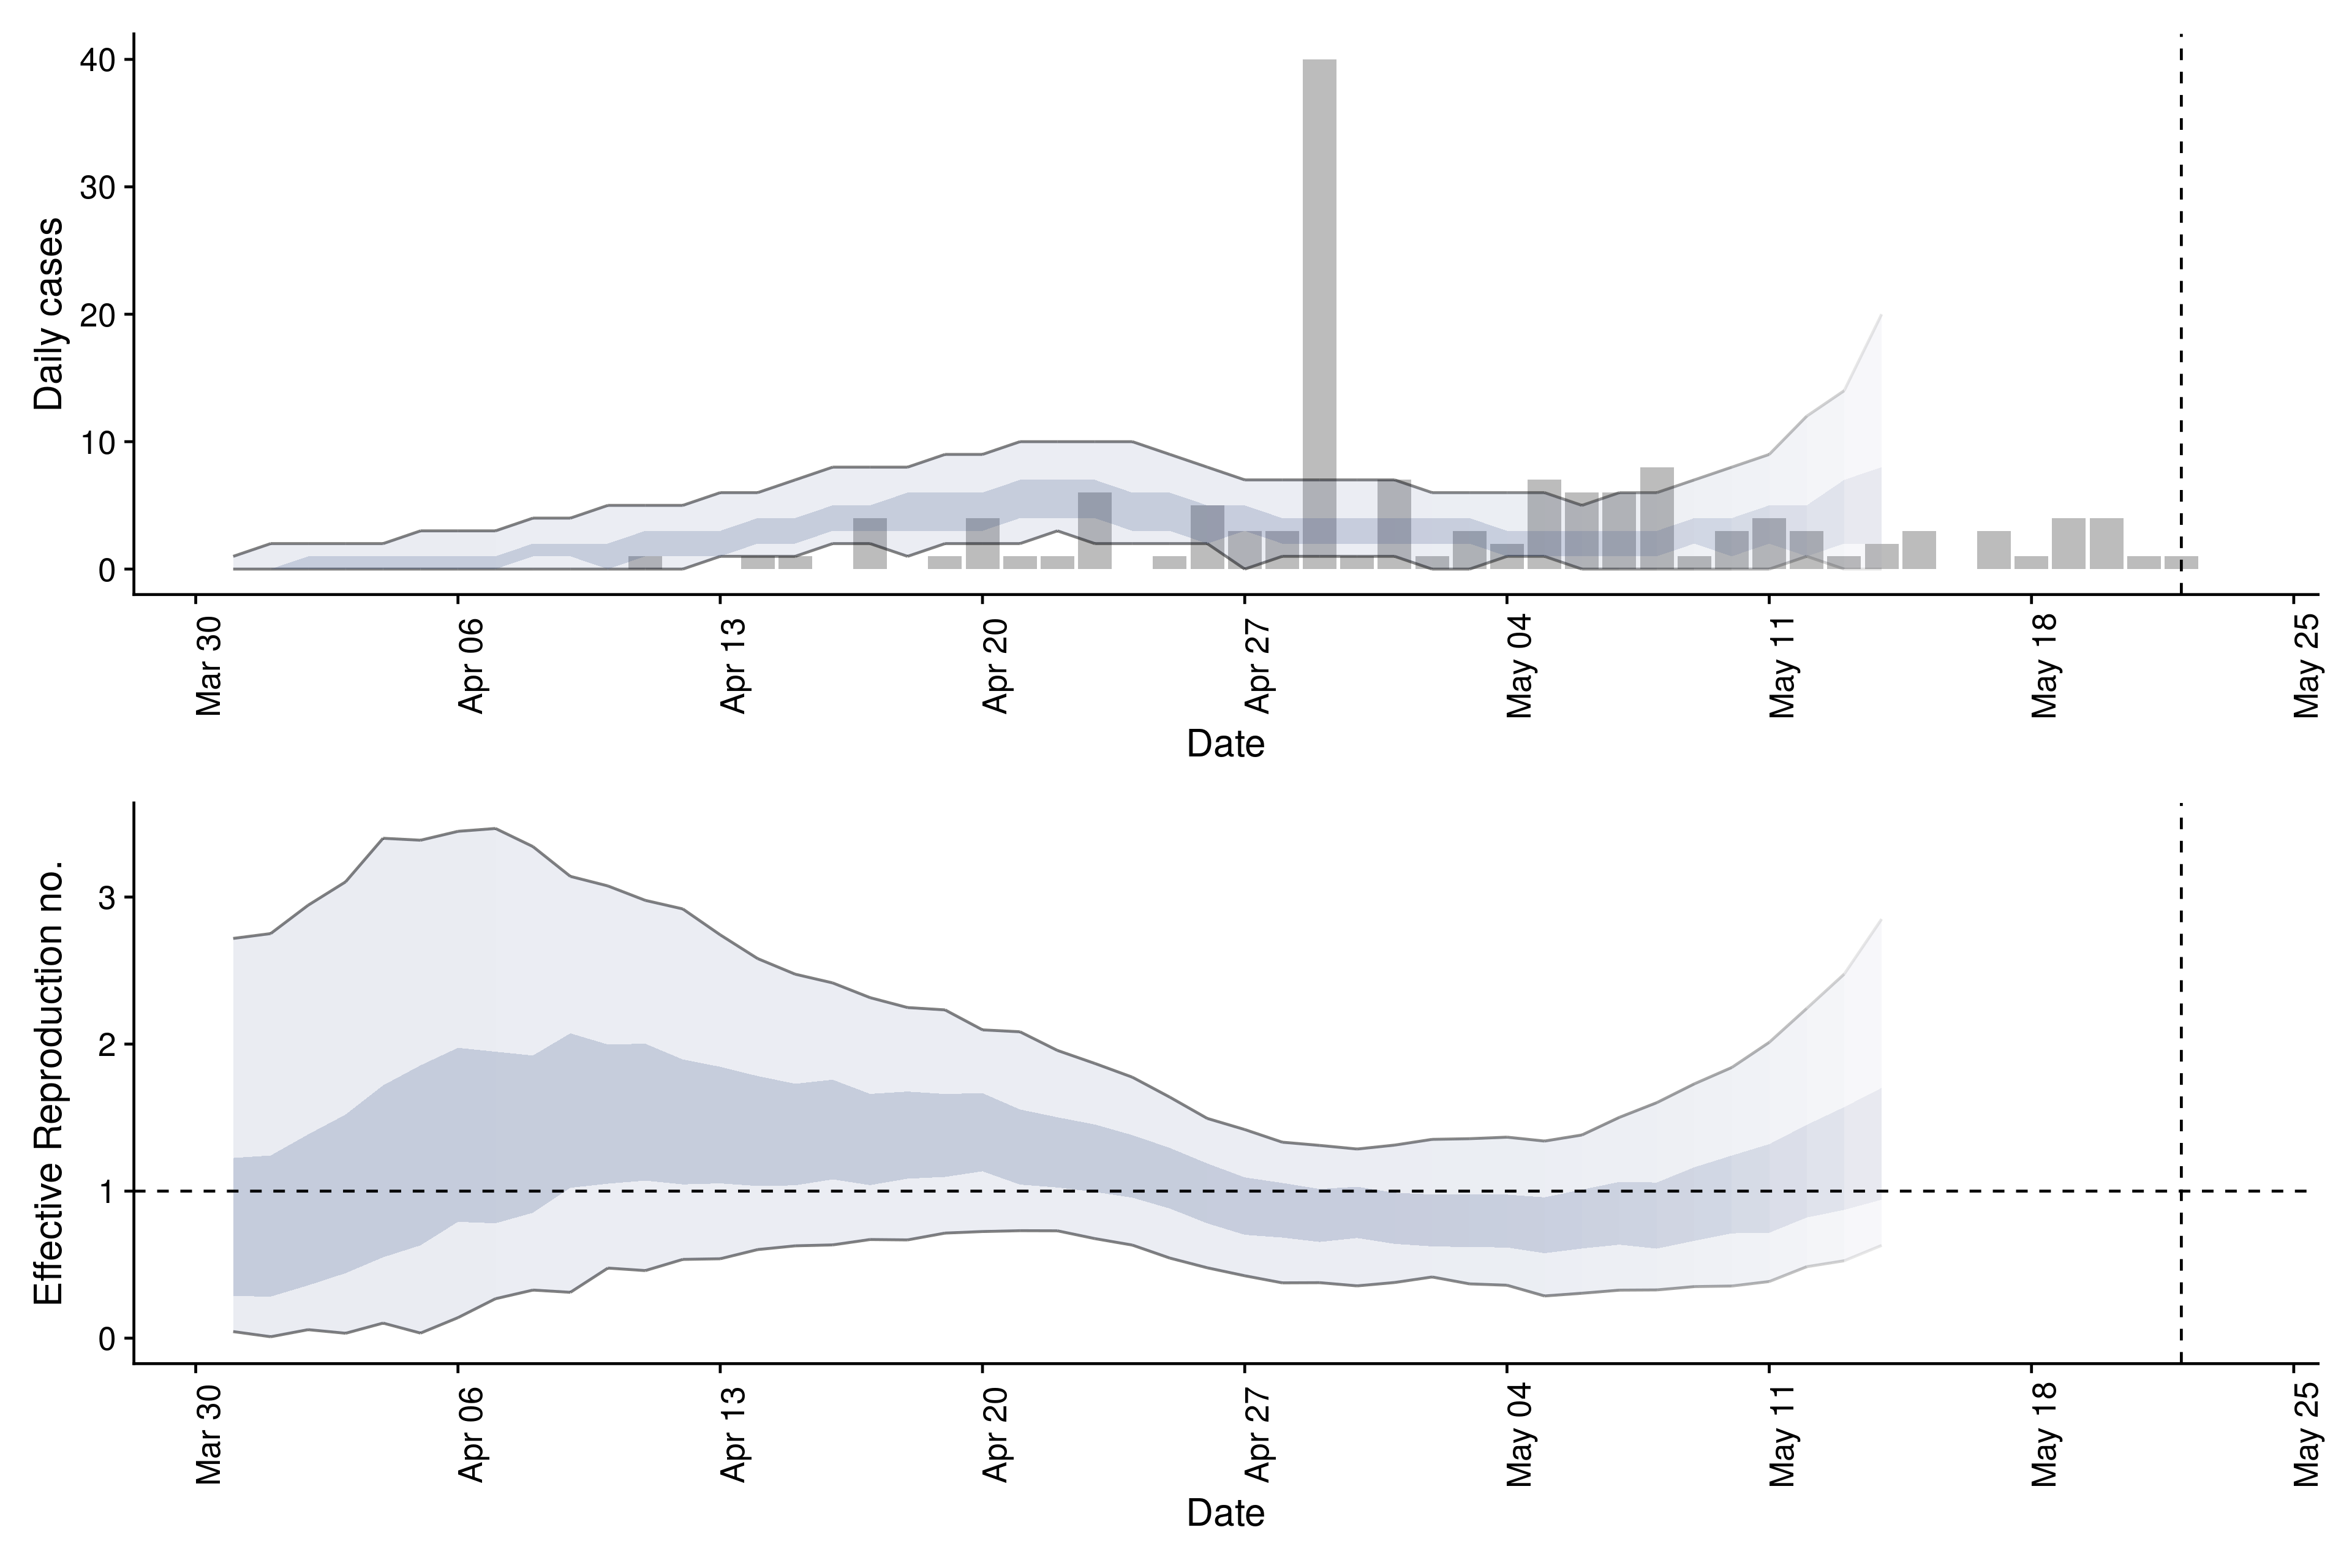 Daily cases
40
30
20
10
0
Mar 30
Apr 06
Apr 13
Apr 20
Apr 27
May 04
May 11
May 18
May 25
Date
Effective Reproduction no.
3
2
1
0
Mar 30
Apr 06
Apr 13
Apr 20
Apr 27
May 04
May 11
May 18
May 25
Date